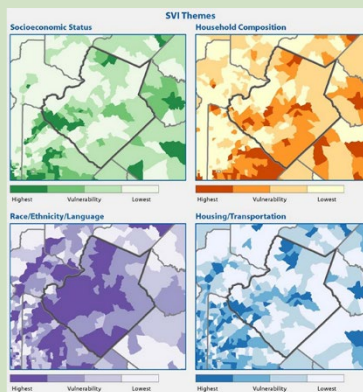 SVI Themes
Socioeconomic Status
Household Composition
Highest Vulnerability Lowest
Highest Vulnerability Lowest
Race/Ethnicity/Language
Housing/Transportation
Highest Vulnerability Lowest
Highest Vulnerability Lowest